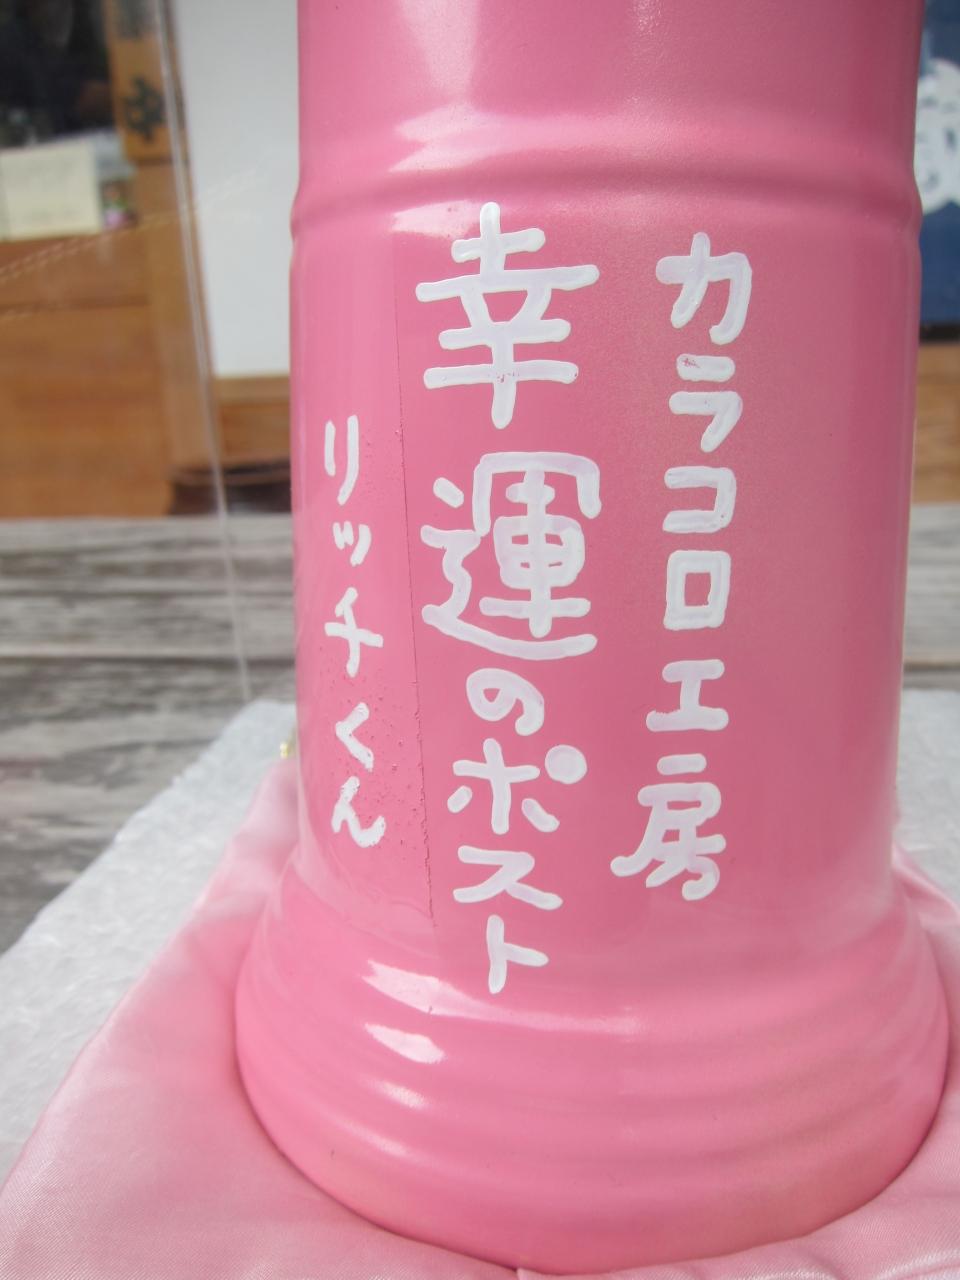 カラコロ工房
幸運のポスト
リッチくん